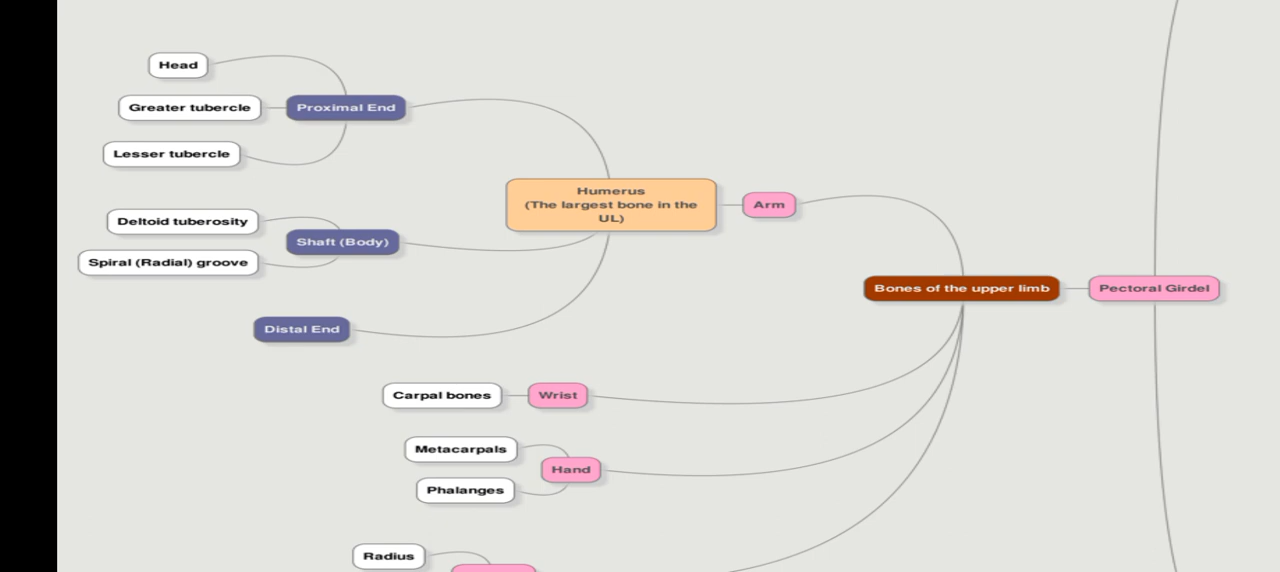 Head
Greater tubercle
Proximal End
Lesser tubercle
Humerus
(The largest bone in the
UL)
Arm
Deltoid tuberosity
Shaft (Body)
Spiral (Radial) groove
Bones of the upper limb
Pectoral Girdel
Distal End
Carpal bones
Wrist
Metacarpals
Hand
Phalanges
Radius